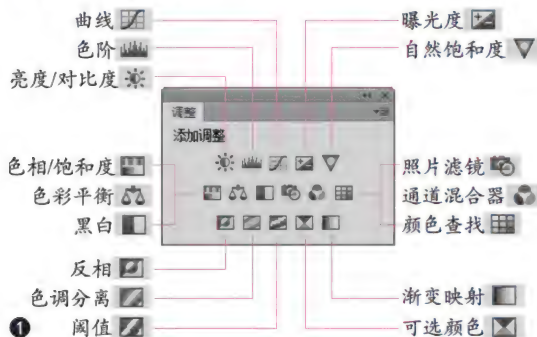 曲线
色阶
亮度/对比度
曝光度
自然饱和度
调整
添加调整
色相/饱和度
色彩平衡
黑白
照片滤镜
通道混合器
颜色查找
反相
色调分离
❶ 阈值
渐变映射
可选颜色